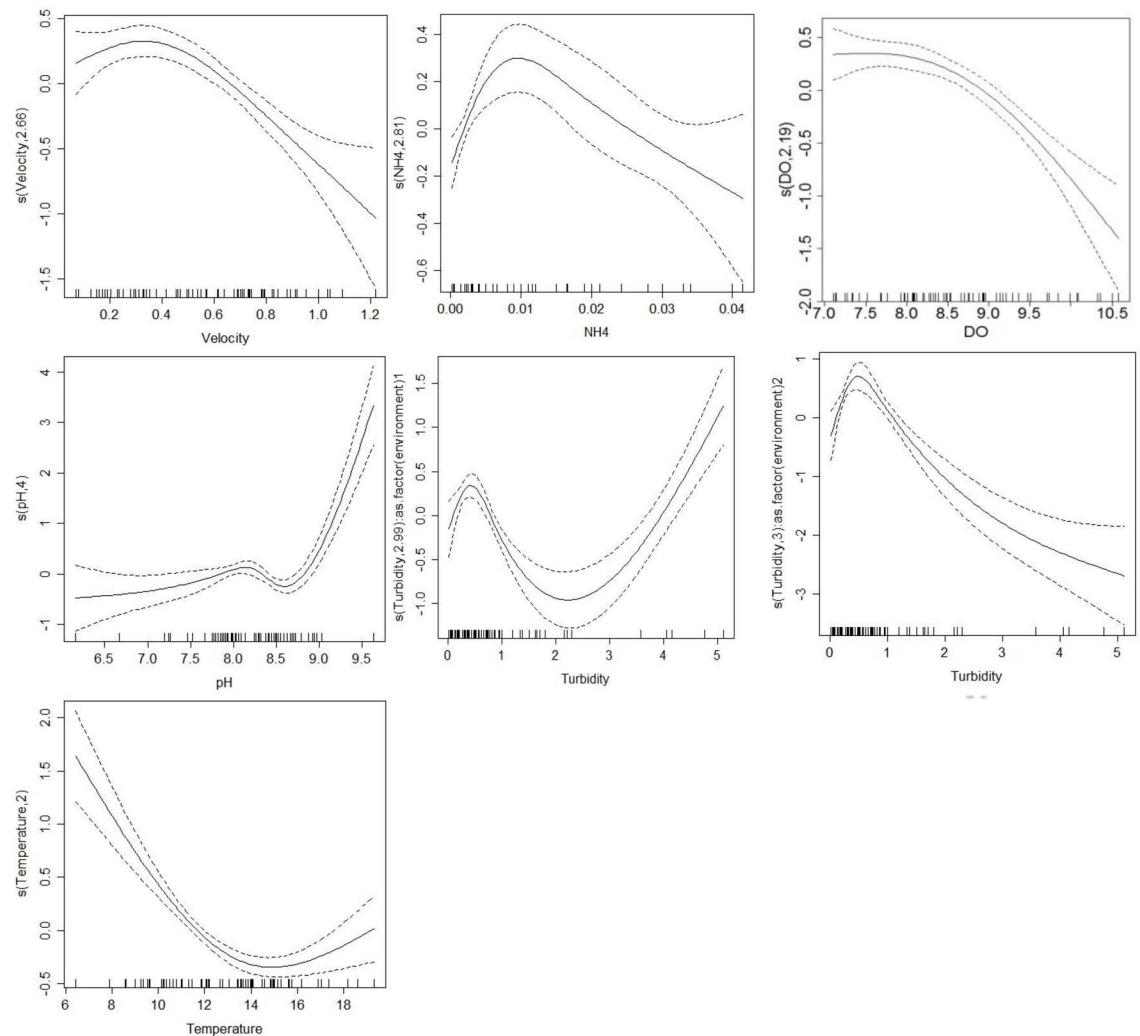 s(Velocity,2.66)
0.5
0.0
-0.5
-1.0
-1.5
0.2 0.4 0.6 0.8 1.0 1.2
Velocity
s(NH4,2.81)
0.4
0.2
0.0
-0.2
-0.4
-0.6
0.00 0.01 0.02 0.03 0.04
NH4
s(DO,2.19)
0.5
0.0
-0.5
-1.0
-1.5
-2.0
7.0 7.5 8.0 8.5 9.0 9.5 10.5
DO
s(pH,4)
4
3
2
1
0
-1
6.5 7.0 7.5 8.0 8.5 9.0 9.5
pH
s(Turbidity,2.99):as.factor(environment)1
1.5
1.0
0.5
0.0
-0.5
-1.0
0 1 2 3 4 5
Turbidity
s(Turbidity,3):as.factor(environment)2
1
0
-1
-2
-3
0 1 2 3 4 5
Turbidity
s(Temperature,2)
2.0
1.5
1.0
0.5
0.0
-0.5
6 8 10 12 14 16 18
Temperature